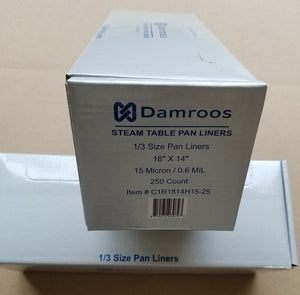 Damroos
STEAM TABLE PAN LINERS
1/3 Size Pan Liners
18" X 14"
15 Micron / 0.6 MIL
250 Count
Item # C1R1814H15-25
1/3 Size Pan Liners